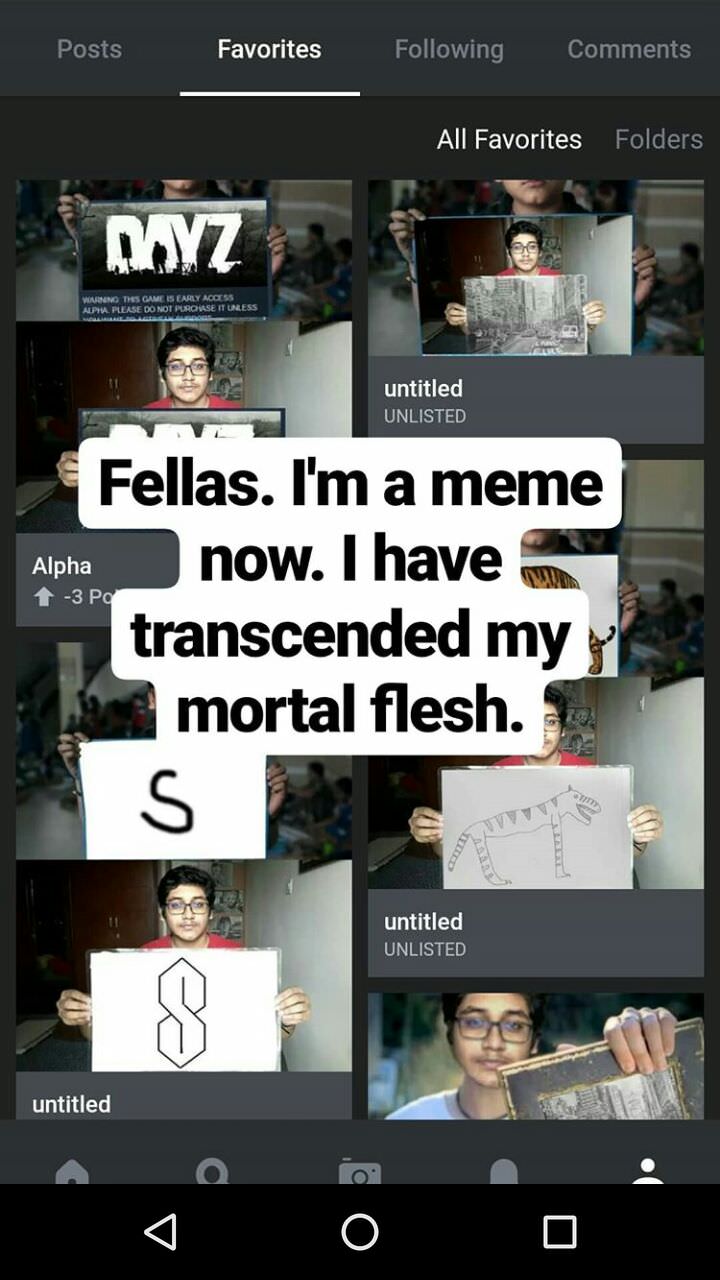 Posts Favorites Following Comments
All Favorites Folders
DAYZ
WARNING: THIS GAME IS EARLY ACCESS
ALPHA. PLEASE DO NOT PURCHASE IT UNLESS
untitled
UNLISTED
Fellas. I'm a meme
now. I have
transcended my
mortal flesh.
Alpha
-3
S
untitled
UNLISTED
untitled